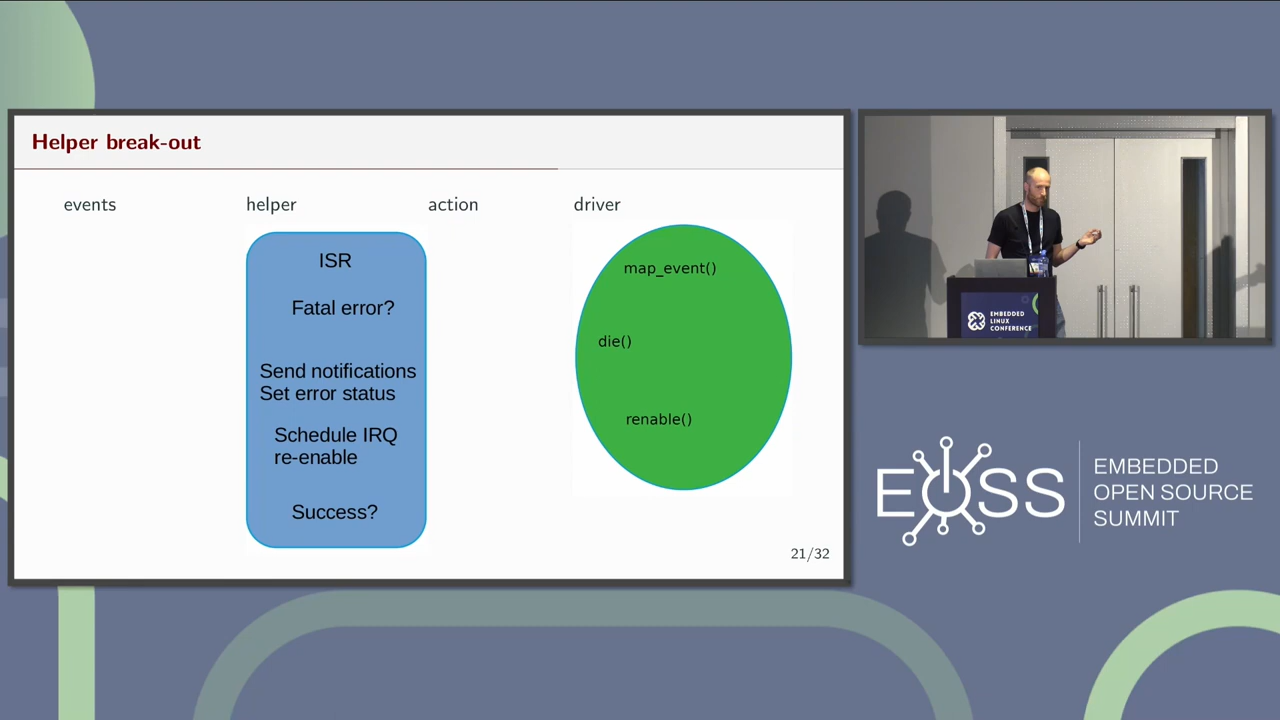 Helper break-out
events
helper
action
driver
ISR
Fatal error?
Send notifications
Set error status
Schedule IRQ
re-enable
Success?
map_event()
die()
renable()
21/32
EMBEDDED
LINUX
CONFERENCE
EOSS
EMBEDDED
OPEN SOURCE
SUMMIT